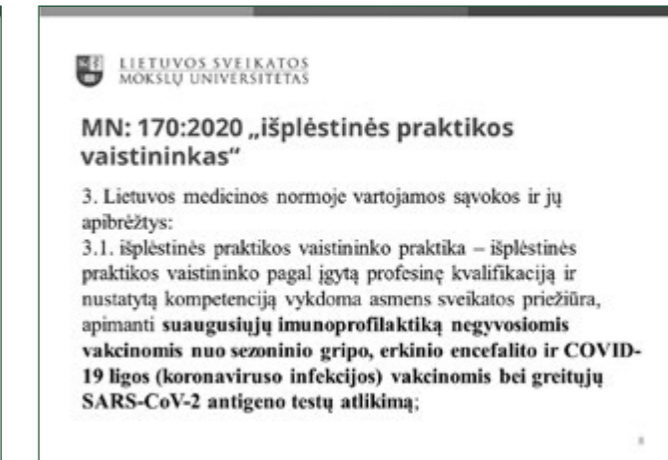 LIETUVOS SVEIKATOS
MOKSLŲ UNIVERSITETAS
MN: 170:2020 „išplėstinės praktikos
vaistininkas“
3. Lietuvos medicinos normoje vartojamos sąvokos ir jų
apibrėžtys:
3.1. išplėstinės praktikos vaistininko praktika – išplėstinės
praktikos vaistininko pagal įgytą profesinę kvalifikaciją ir
nustatytą kompetenciją vykdoma asmens sveikatos priežiūra,
apimanti suaugusiųjų imunoprofilaktiką negyvosiomis
vakcinomis nuo sezoninio gripo, erkinio encefalito ir COVID-
19 ligos (koronaviruso infekcijos) vakcinomis bei greitųjų
SARS-CoV-2 antigeno testų atlikimą;